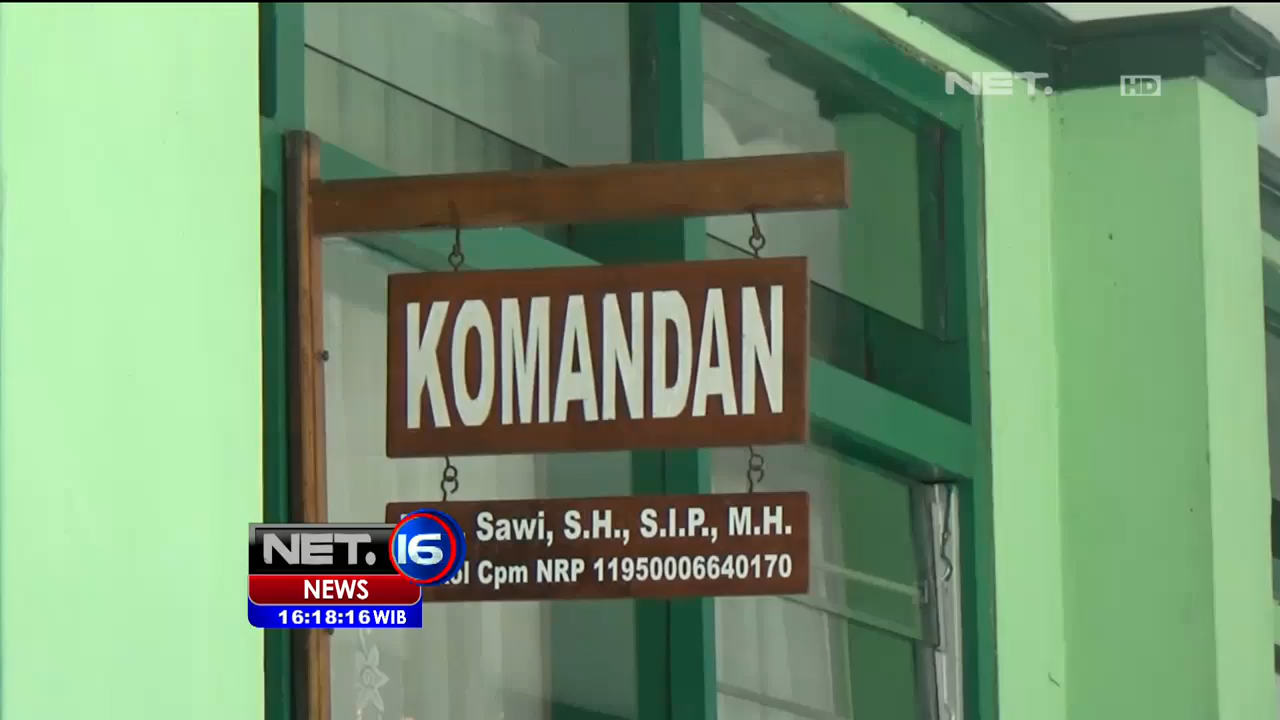 NET.
HD
KOMANDAN
Sawi, S.H., S.I.P., M.H.
Cpm NRP 11950006640170
NET. 16
NEWS
16:18:16 WIB